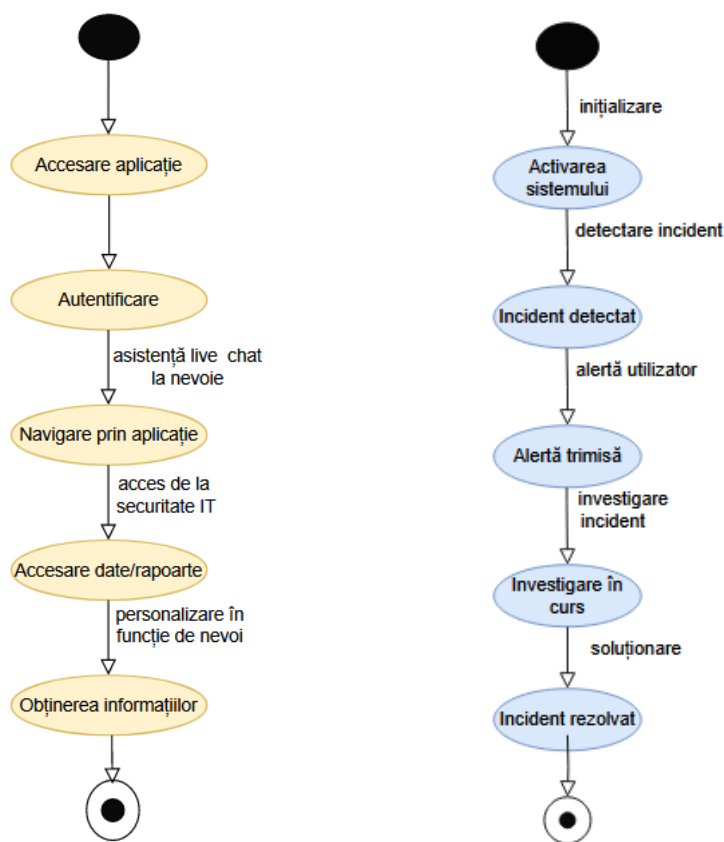 Accesare aplicație
Autentificare
asistență live chat
la nevoie
Navigare prin aplicație
acces de la
securitate IT
Accesare date/rapoarte
personalizare în
funcție de nevoi
Obținerea informațiilor
inițializare
Activarea
sistemului
detectare incident
Incident detectat
alertă utilizator
Alertă trimisă
investigare
incident
Investigare în
curs
soluționare
Incident rezolvat